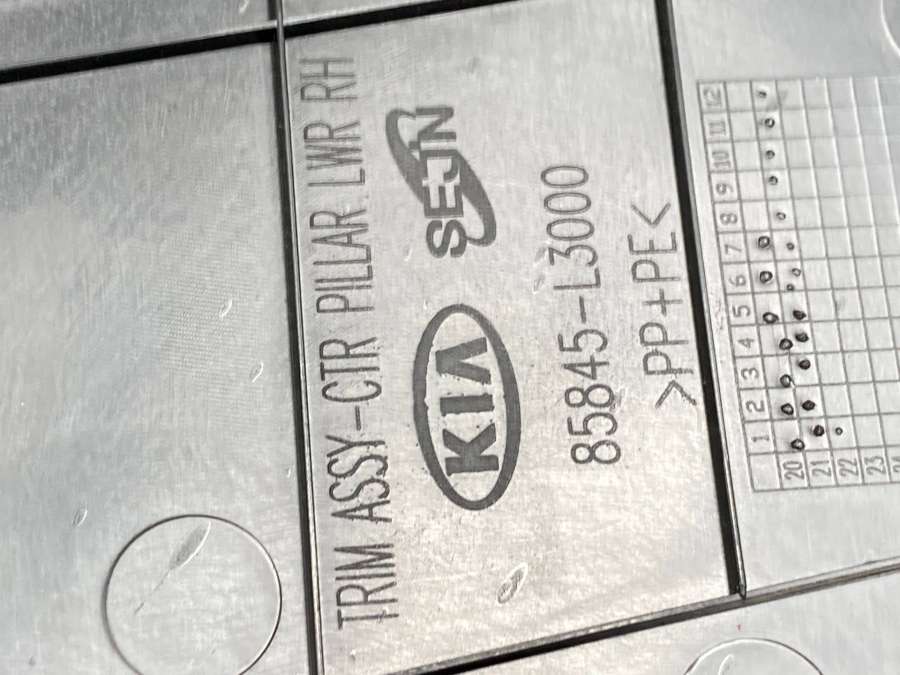 TRIM ASSY-CTR PILLAR LWR RH
KIA SEJIN
85845-L3000
>PP+PE<
1 2 3 4 5 6 7 8 9 10 11 12
20
21
22
23